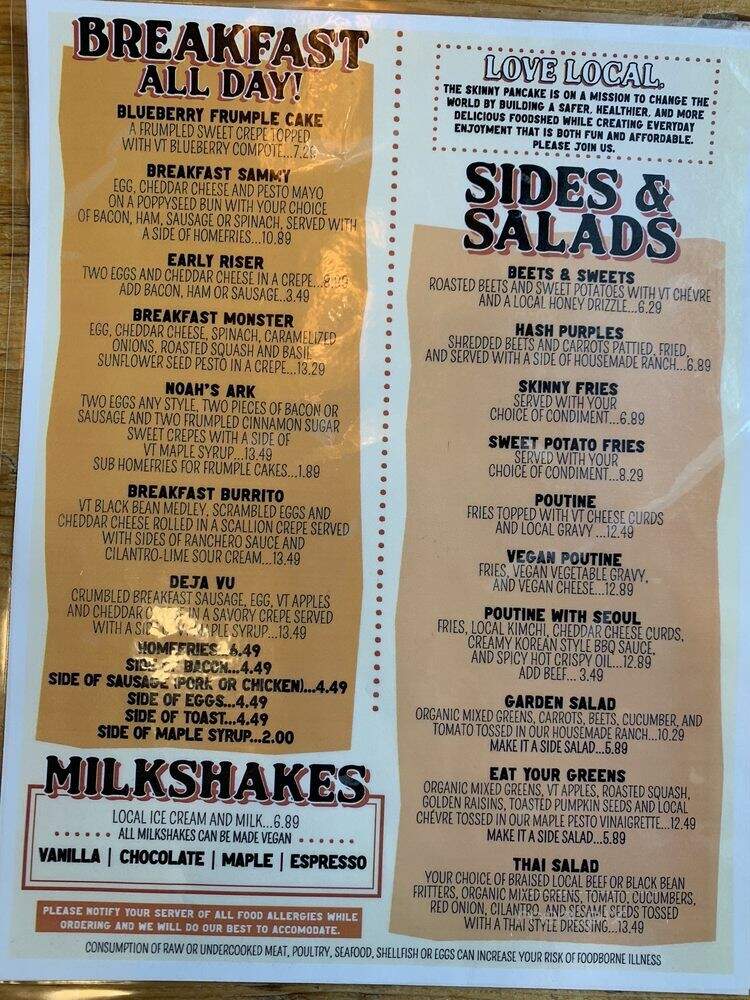 BREAKFAST
ALL DAY!
BLUEBERRY FRUMPLE CAKE
A FRUMPLED SWEET CREPE TOPPED
WITH VT BLUEBERRY COMPOTE...7.29
BREAKFAST SAMMY
EGG, CHEDDAR CHEESE AND PESTO MAYO
ON A POPPYSEED BUN WITH YOUR CHOICE
OF BACON, HAM, SAUSAGE OR SPINACH, SERVED WITH
A SIDE OF HOMEFRIES...10.89
EARLY RISER
TWO EGGS AND CHEDDAR CHEESE IN A CREPE...
ADD BACON, HAM OR SAUSAGE..3.49
BREAKFAST MONSTER
EGG, CHEDDAR CHEESE, SPINACH, CARAMELIZED
ONIONS, ROASTED SQUASH AND BASIL
SUNFLOWER SEED PESTO IN A CREPE...13.29
NOAH'S ARK
TWO EGGS ANY STYLE, TWO PIECES OF BACON OR
SAUSAGE AND TWO FRUMPLED CINNAMON SUGAR
SWEET CREPES WITH A SIDE OF
VT MAPLE SYRUP...13.49
SUB HOMEFRIES FOR FRUMPLE CAKES...1.89
BREAKFAST BURRITO
VT BLACK BEAN MEDLEY, SCRAMBLED EGGS AND
CHEDDAR CHEESE ROLLED IN A SCALLION CREPE SERVED
WITH SIDES OF RANCHERO SAUCE AND
CILANTRO-LIME SOUR CREAM...13.49
DEJA VU
CRUMBLED BREAKFAST SAUSAGE, EGG, VT APPLES
AND CHEDDAR IN A SAVORY CREPE SERVED
WITH A MAPLE SYRUP...13.49
HOMEFRIES...6.49
SIDE OF BACON...4.49
SIDE OF SAUSAGE (PORK OR CHICKEN)...4.49
SIDE OF EGGS...4.49
SIDE OF TOAST...4.49
SIDE OF MAPLE SYRUP...2.00
MILKSHAKES
LOCAL ICE CREAM AND MILK...6.89
ALL MILKSHAKES CAN BE MADE VEGAN
VANILLA | CHOCOLATE | MAPLE | ESPRESSO
PLEASE NOTIFY YOUR SERVER OF ALL FOOD ALLERGIES WHILE
ORDERING AND WE WILL DO OUR BEST TO ACCOMODATE.
LOVE LOCAL.
THE SKINNY PANCAKE IS ON A MISSION TO CHANGE THE
WORLD BY BUILDING A SAFER, HEALTHIER, AND MORE
DELICIOUS FOODSHED WHILE CREATING EVERYDAY
ENJOYMENT THAT IS BOTH FUN AND AFFORDABLE.
PLEASE JOIN US.
SIDES &
SALADS
BEETS & SWEETS
ROASTED BEETS AND SWEET POTATOES WITH VT CHÉVRE
AND A LOCAL HONEY DRIZZLE...6.29
HASH PURPLES
SHREDDED BEETS AND CARROTS PATTIED, FRIED,
AND SERVED WITH A SIDE OF HOUSEMADE RANCH...6.89
SKINNY FRIES
SERVED WITH YOUR
CHOICE OF CONDIMENT...6.89
SWEET POTATO FRIES
SERVED WITH YOUR
CHOICE OF CONDIMENT...8.29
POUTINE
FRIES TOPPED WITH VT CHEESE CURDS
AND LOCAL GRAVY ...12.49
VEGAN POUTINE
FRIES, VEGAN VEGETABLE GRAVY,
AND VEGAN CHEESE...12.89
POUTINE WITH SEOUL
FRIES, LOCAL KIMCHI, CHEDDAR CHEESE CURDS,
CREAMY KOREAN STYLE BBQ SAUCE,
AND SPICY HOT CRISPY OIL...12.89
ADD BEEF... 3.49
GARDEN SALAD
ORGANIC MIXED GREENS, CARROTS, BEETS, CUCUMBER, AND
TOMATO TOSSED IN OUR HOUSEMADE RANCH...10.29
MAKE IT A SIDE SALAD...5.89
EAT YOUR GREENS
ORGANIC MIXED GREENS, VT APPLES, ROASTED SQUASH,
GOLDEN RAISINS, TOASTED PUMPKIN SEEDS AND LOCAL
CHÉVRE TOSSED IN OUR MAPLE PESTO VINAIGRETTE...12.49
MAKE IT A SIDE SALAD...5.89
THAI SALAD
YOUR CHOICE OF BRAISED LOCAL BEEF OR BLACK BEAN
FRITTERS, ORGANIC MIXED GREENS, TOMATO, CUCUMBERS,
RED ONION, CILANTRO, AND SESAME SEEDS TOSSED
WITH A THAI STYLE DRESSING...13.49
CONSUMPTION OF RAW OR UNDERCOOKED MEAT, POULTRY, SEAFOOD, SHELLFISH OR EGGS CAN INCREASE YOUR RISK OF FOODBORNE ILLNESS